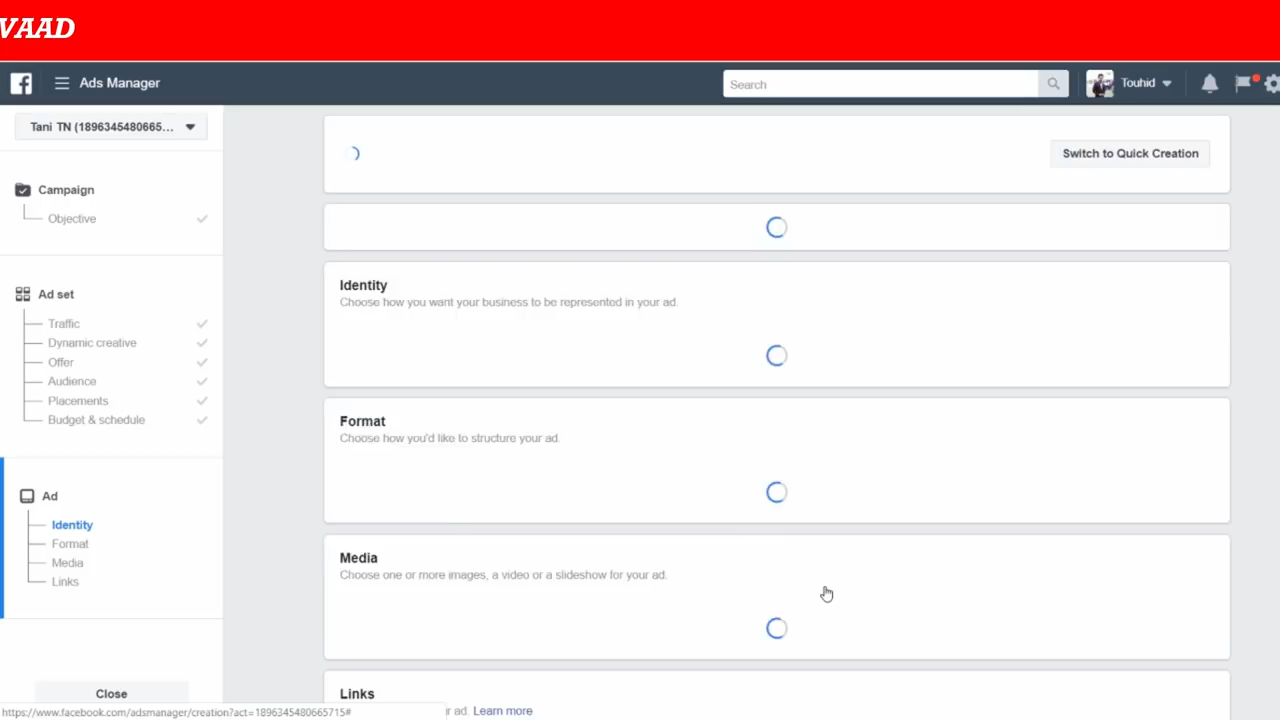 VAAD
Ads Manager
Search
Touhid
Tani TN (1896345480665...
Switch to Quick Creation
Campaign
Objective
Identity
Choose how you want your business to be represented in your ad.
Ad set
Traffic
Dynamic creative
Offer
Audience
Placements
Budget & schedule
Format
Choose how you'd like to structure your ad.
Ad
Identity
Format
Media
Links
Media
Choose one or more images, a video or a slideshow for your ad.
Close
Links
ad. Learn more
https://www.facebook.com/adsmanager/creation?act=1896345480665715#